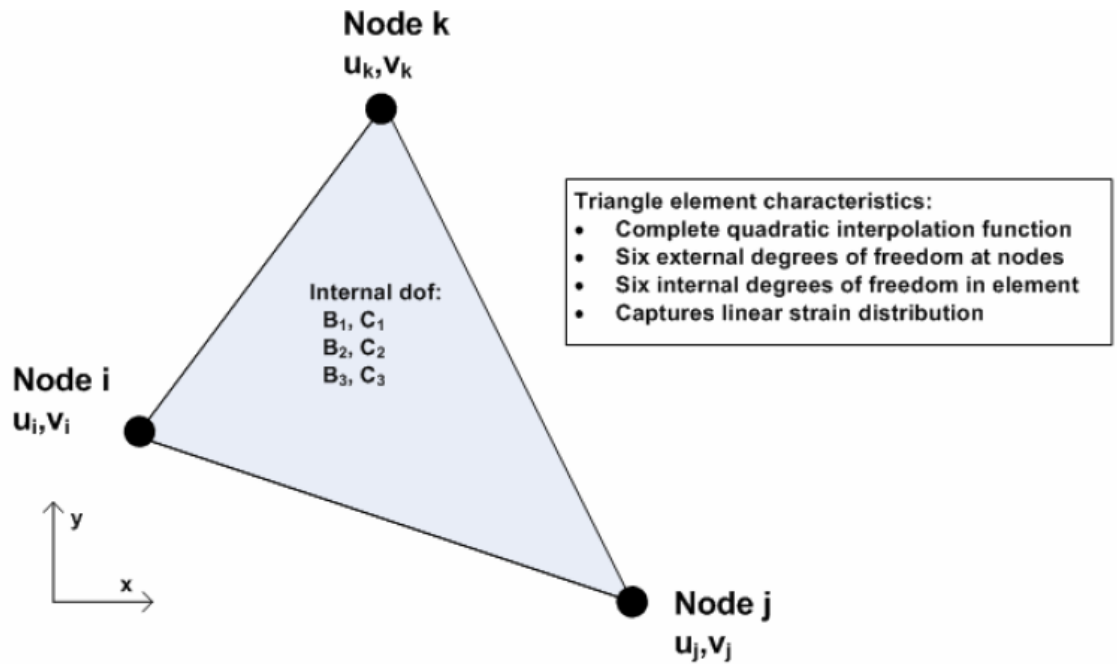 Node k
uₖ,vₖ
Triangle element characteristics:
• Complete quadratic interpolation function
• Six external degrees of freedom at nodes
• Six internal degrees of freedom in element
• Captures linear strain distribution
Internal dof:
B₁, C₁
B₂, C₂
B₃, C₃
Node i
uᵢ,vᵢ
y
x
Node j
uⱼ,vⱼ